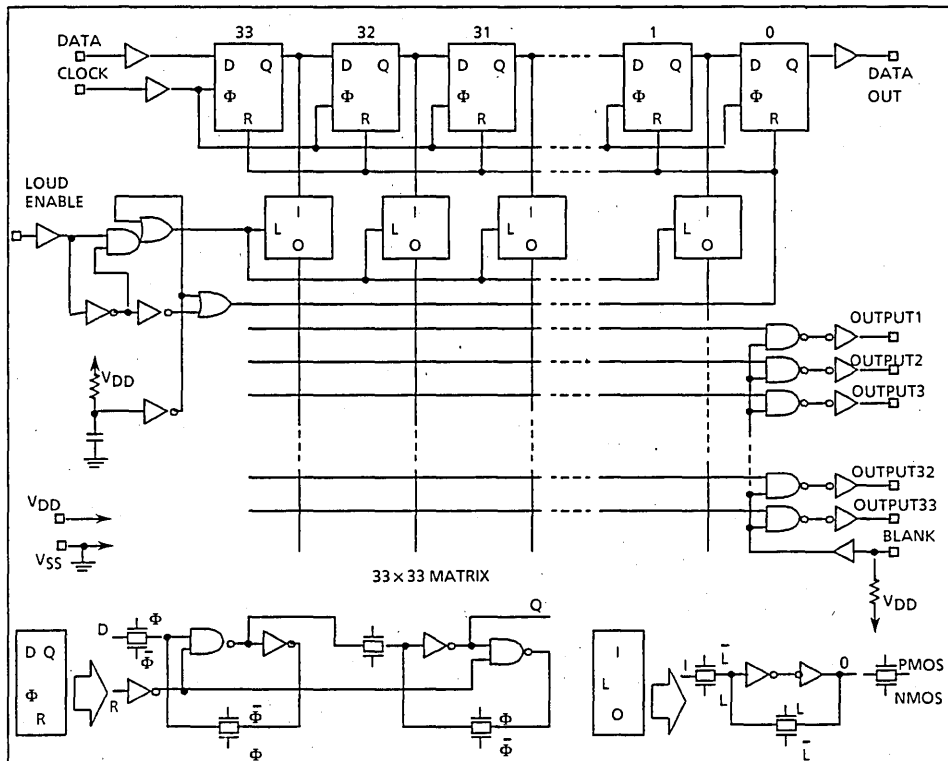 33 32 31 1 0
DATA
CLOCK
D Q D Q D Q D Q D Q
Φ Φ Φ Φ Φ
R R R R R
DATA
OUT
LOUD
ENABLE
I I I I
L L L L
O O O O
OUTPUT1
VDD
OUTPUT2
OUTPUT3
OUTPUT32
VDD
OUTPUT33
BLANK
VSS
33 × 33 MATRIX
VDD
D Q
Φ
R
D Φ
Φ̄
R
Q
Φ̄
Φ
Φ
Φ̄
I
L
O
I L̄
L
O
L
L̄
PMOS
NMOS